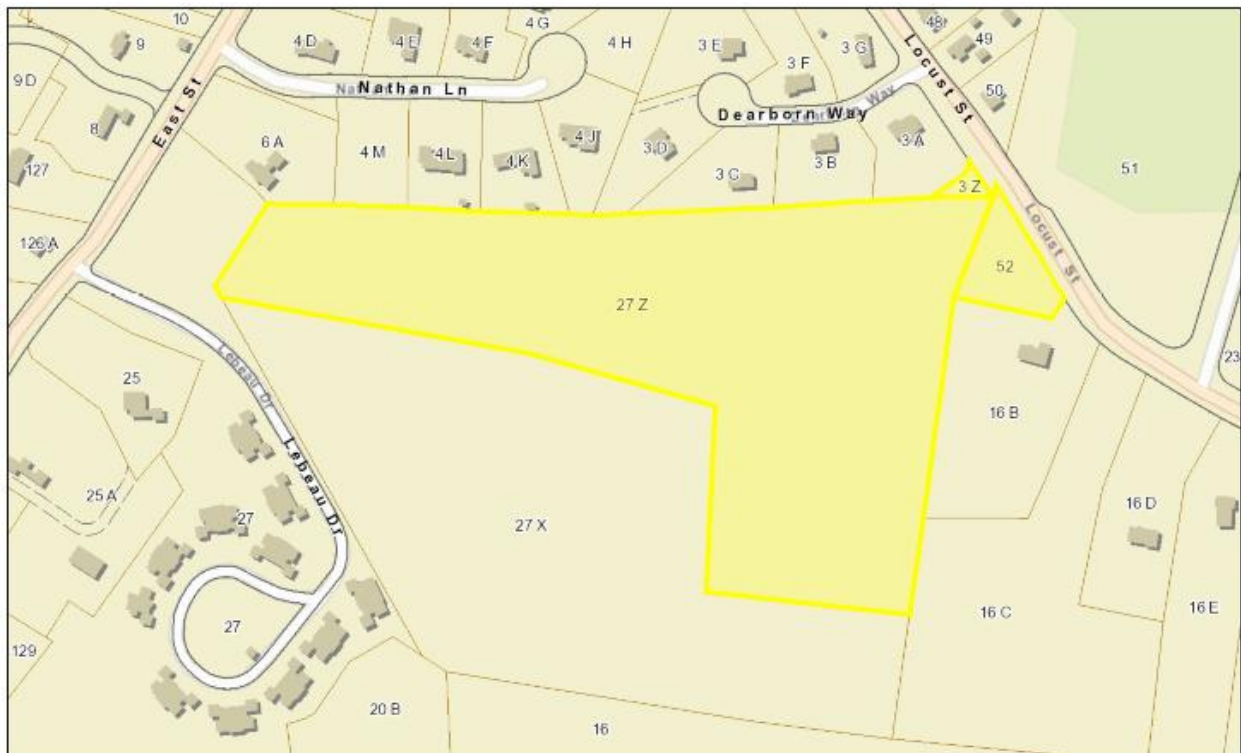 10
9
4 D
4 E
4 F
4 G
4 H
3 E
3 F
3 G
48
49
9 D
Nathan Ln
Locust St
50
8
East St
Dearborn Way
127
6 A
4 M
4 L
4 K
4 J
3 D
3 C
3 B
3 A
3 Z
51
126 A
52
Locust St
27 Z
Lebeau Dr
25
23
16 B
Lebeau Dr
25 A
27
27 X
16 D
16 C
16 E
27
129
20 B
16